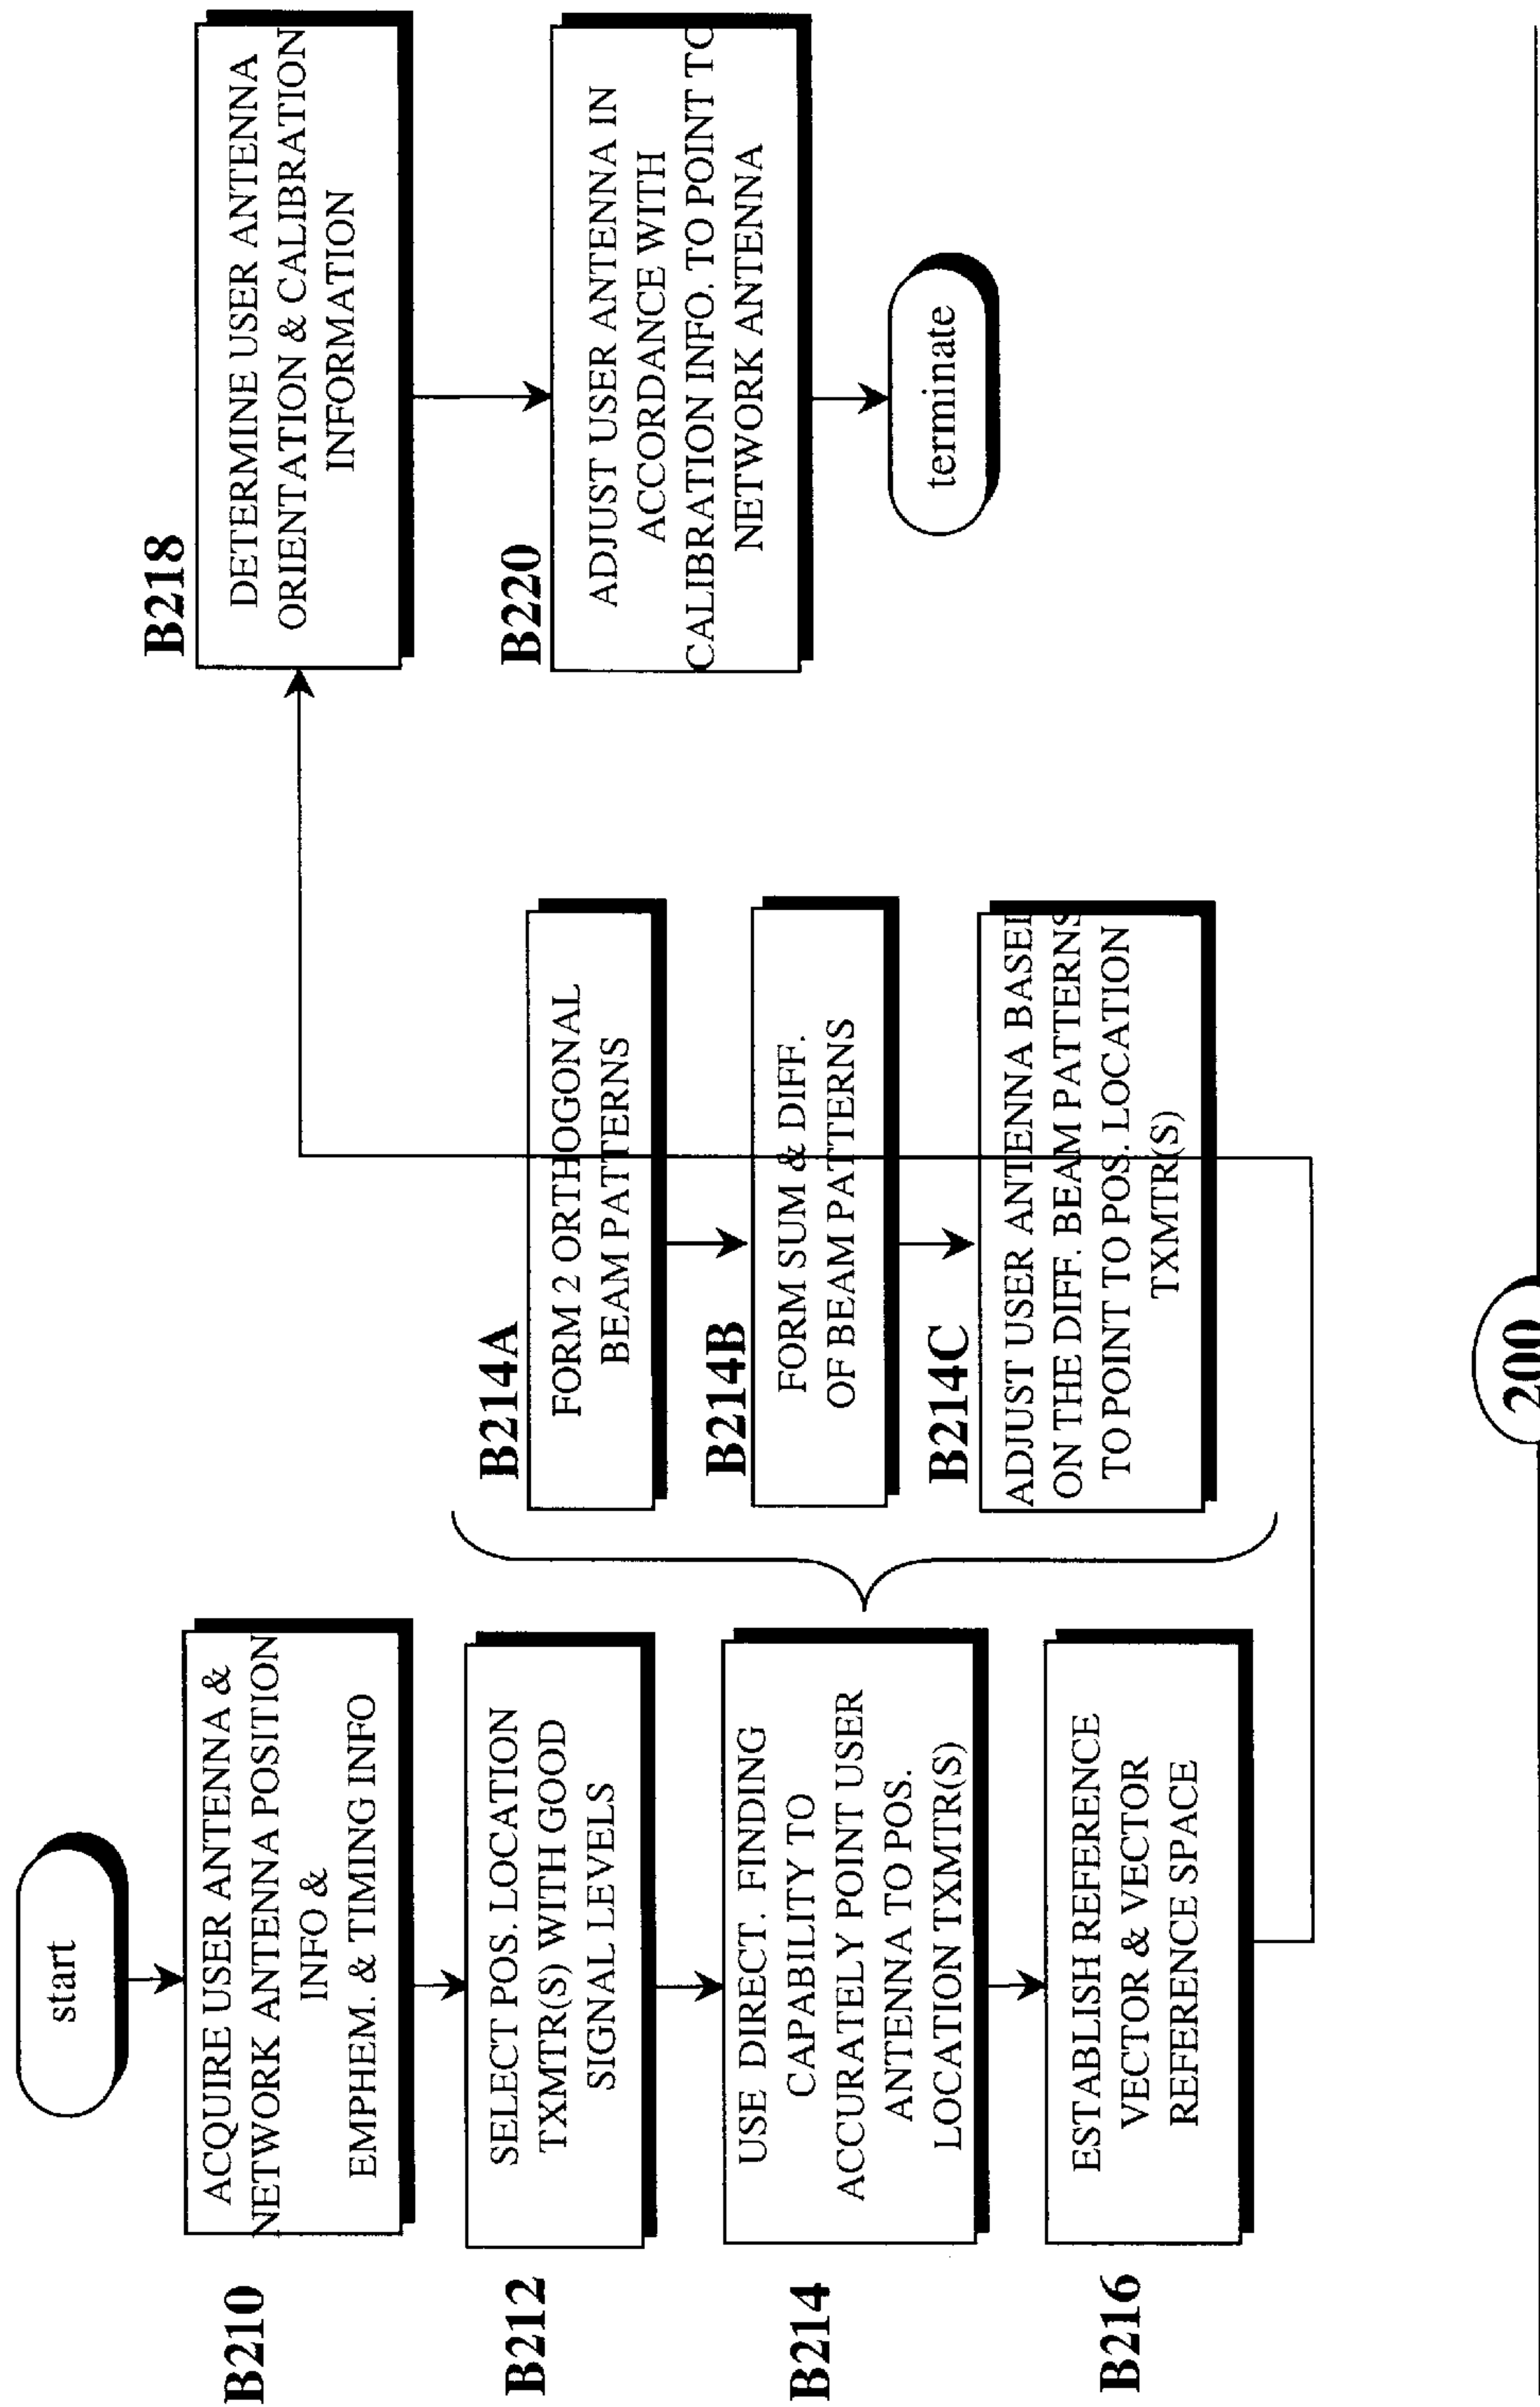 start
B210
ACQUIRE USER ANTENNA &
NETWORK ANTENNA POSITION
INFO &
EMPHEM. & TIMING INFO
B212
SELECT POS. LOCATION
TXMTR(S) WITH GOOD
SIGNAL LEVELS
B214
USE DIRECT. FINDING
CAPABILITY TO
ACCURATELY POINT USER
ANTENNA TO POS.
LOCATION TXMTR(S)
B216
ESTABLISH REFERENCE
VECTOR & VECTOR
REFERENCE SPACE
B214A
FORM 2 ORTHOGONAL
BEAM PATTERNS
B214B
FORM SUM & DIFF.
OF BEAM PATTERNS
B214C
ADJUST USER ANTENNA BASED
ON THE DIFF. BEAM PATTERNS
TO POINT TO POS. LOCATION
TXMTR(S)
B218
DETERMINE USER ANTENNA
ORIENTATION & CALIBRATION
INFORMATION
B220
ADJUST USER ANTENNA IN
ACCORDANCE WITH
CALIBRATION INFO. TO POINT TO
NETWORK ANTENNA
terminate
200